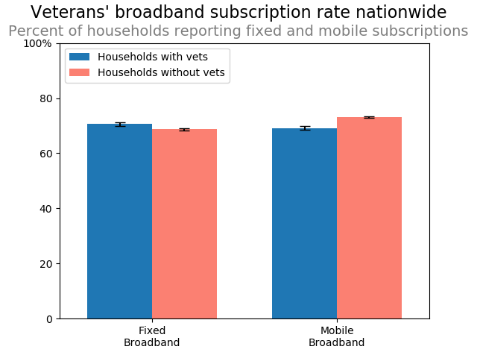 Veterans' broadband subscription rate nationwide
Percent of households reporting fixed and mobile subscriptions
100%
Households with vets
Households without vets
80
60
40
20
0
Fixed
Broadband
Mobile
Broadband